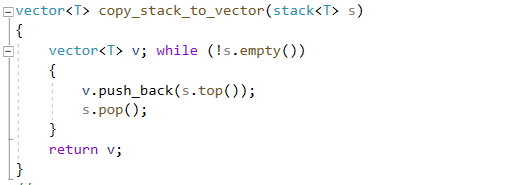 vector<T> copy_stack_to_vector(stack<T> s)
{
vector<T> v; while (!s.empty())
{
v.push_back(s.top());
s.pop();
}
return v;
}